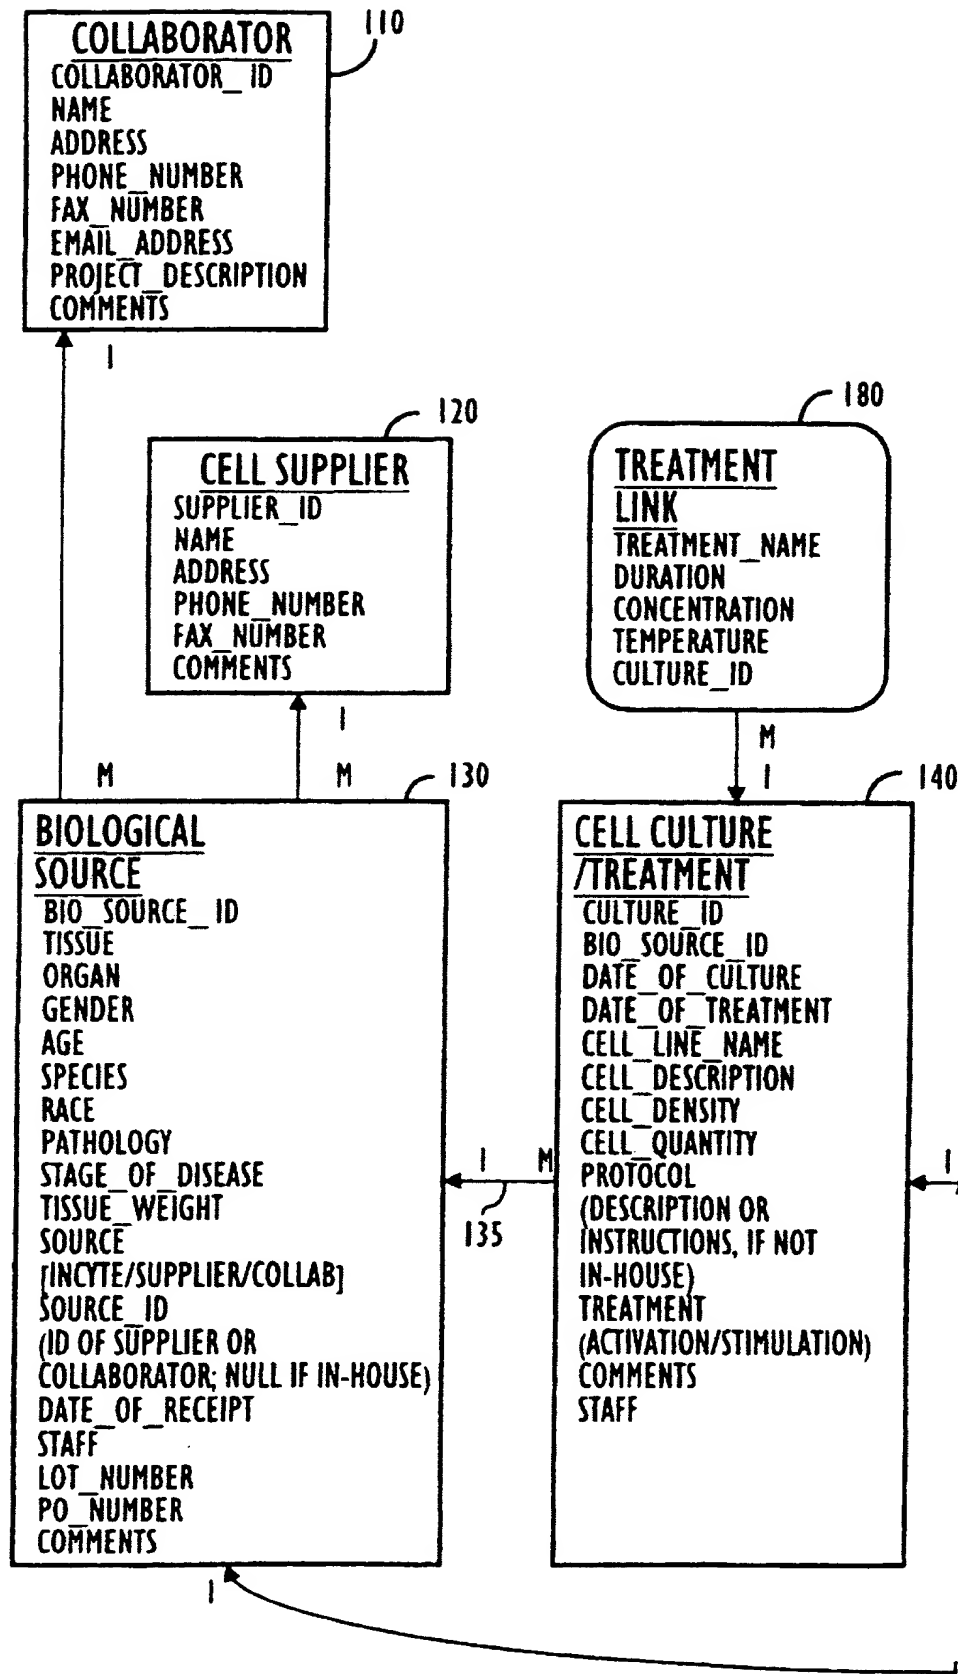 110
COLLABORATOR
COLLABORATOR_ID
NAME
ADDRESS
PHONE_NUMBER
FAX_NUMBER
EMAIL_ADDRESS
PROJECT_DESCRIPTION
COMMENTS
1
120
CELL SUPPLIER
SUPPLIER_ID
NAME
ADDRESS
PHONE_NUMBER
FAX_NUMBER
COMMENTS
1
M
M
180
TREATMENT
LINK
TREATMENT_NAME
DURATION
CONCENTRATION
TEMPERATURE
CULTURE_ID
M
1
130
BIOLOGICAL
SOURCE
BIO_SOURCE_ID
TISSUE
ORGAN
GENDER
AGE
SPECIES
RACE
PATHOLOGY
STAGE_OF_DISEASE
TISSUE_WEIGHT
SOURCE
[INCYTE/SUPPLIER/COLLAB]
SOURCE_ID
(ID OF SUPPLIER OR
COLLABORATOR; NULL IF IN-HOUSE)
DATE_OF_RECEIPT
STAFF
LOT_NUMBER
PO_NUMBER
COMMENTS
1
1 M
135
140
CELL CULTURE
/TREATMENT
CULTURE_ID
BIO_SOURCE_ID
DATE_OF_CULTURE
DATE_OF_TREATMENT
CELL_LINE_NAME
CELL_DESCRIPTION
CELL_DENSITY
CELL_QUANTITY
PROTOCOL
(DESCRIPTION OR
INSTRUCTIONS, IF NOT
IN-HOUSE)
TREATMENT
(ACTIVATION/STIMULATION)
COMMENTS
STAFF
1